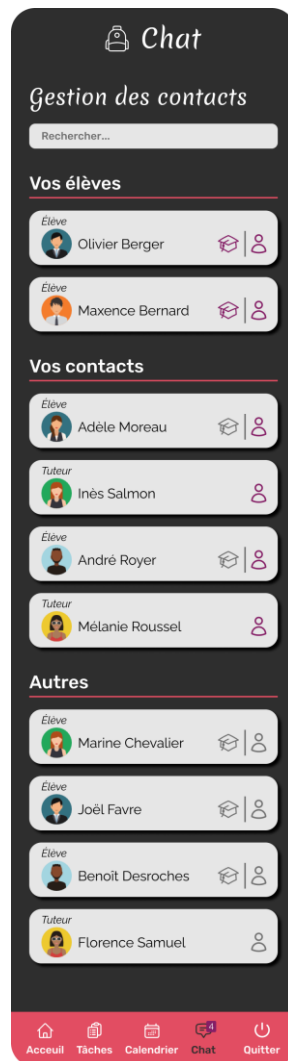 Chat
Gestion des contacts
Rechercher...
Vos élèves
Élève
Olivier Berger
Élève
Maxence Bernard
Vos contacts
Élève
Adèle Moreau
Tuteur
Inès Salmon
Élève
André Royer
Tuteur
Mélanie Roussel
Autres
Élève
Marine Chevalier
Élève
Joël Favre
Élève
Benoît Desroches
Tuteur
Florence Samuel
4
Acceuil Tâches Calendrier Chat Quitter